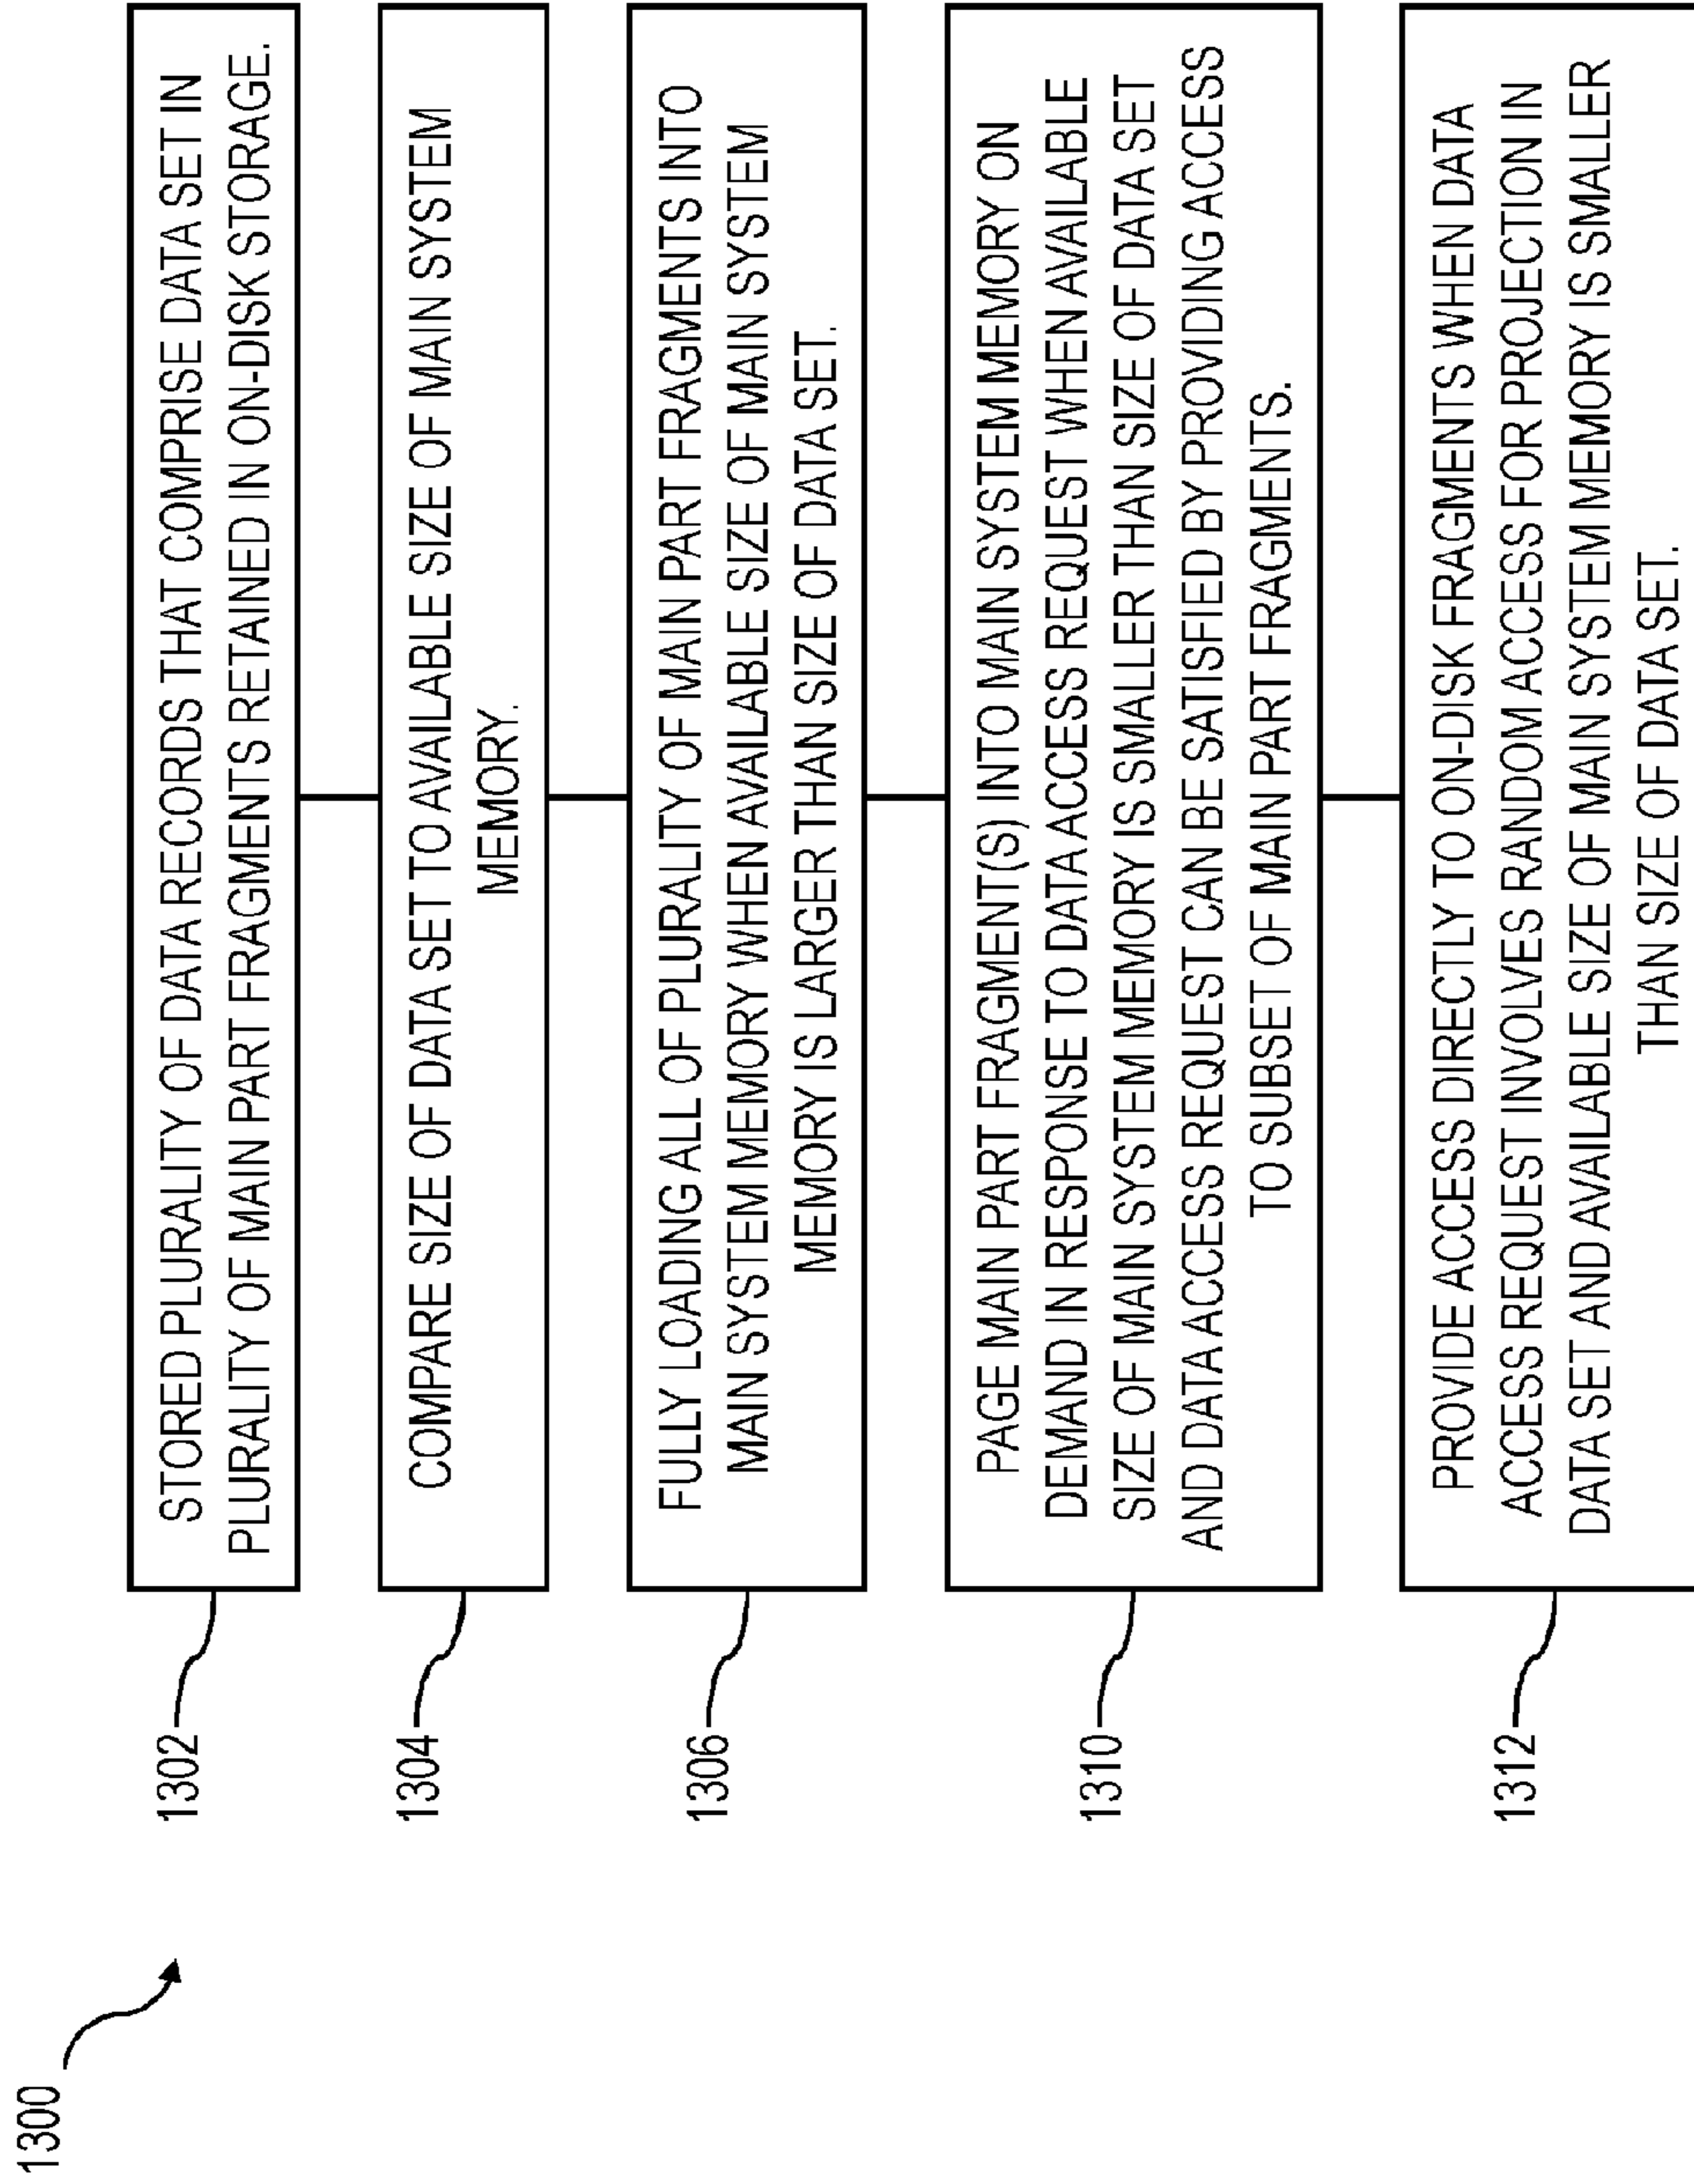 1300
1302
STORED PLURALITY OF DATA RECORDS THAT COMPRISE DATA SET IN
PLURALITY OF MAIN PART FRAGMENTS RETAINED IN ON-DISK STORAGE.
1304
COMPARE SIZE OF DATA SET TO AVAILABLE SIZE OF MAIN SYSTEM
MEMORY.
1306
FULLY LOADING ALL OF PLURALITY OF MAIN PART FRAGMENTS INTO
MAIN SYSTEM MEMORY WHEN AVAILABLE SIZE OF MAIN SYSTEM
MEMORY IS LARGER THAN SIZE OF DATA SET.
1310
PAGE MAIN PART FRAGMENT(S) INTO MAIN SYSTEM MEMORY ON
DEMAND IN RESPONSE TO DATA ACCESS REQUEST WHEN AVAILABLE
SIZE OF MAIN SYSTEM MEMORY IS SMALLER THAN SIZE OF DATA SET
AND DATA ACCESS REQUEST CAN BE SATISFIED BY PROVIDING ACCESS
TO SUBSET OF MAIN PART FRAGMENTS.
1312
PROVIDE ACCESS DIRECTLY TO ON-DISK FRAGMENTS WHEN DATA
ACCESS REQUEST INVOLVES RANDOM ACCESS FOR PROJECTION IN
DATA SET AND AVAILABLE SIZE OF MAIN SYSTEM MEMORY IS SMALLER
THAN SIZE OF DATA SET.